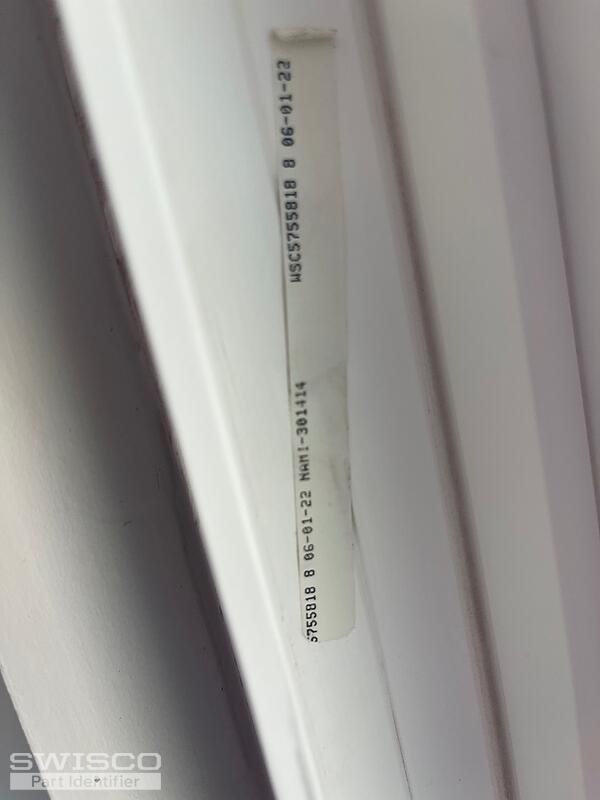 WSC5755818 8 06-01-22
5755818 8 06-01-22 NAMI-301414
SWISCO
Part Identifier